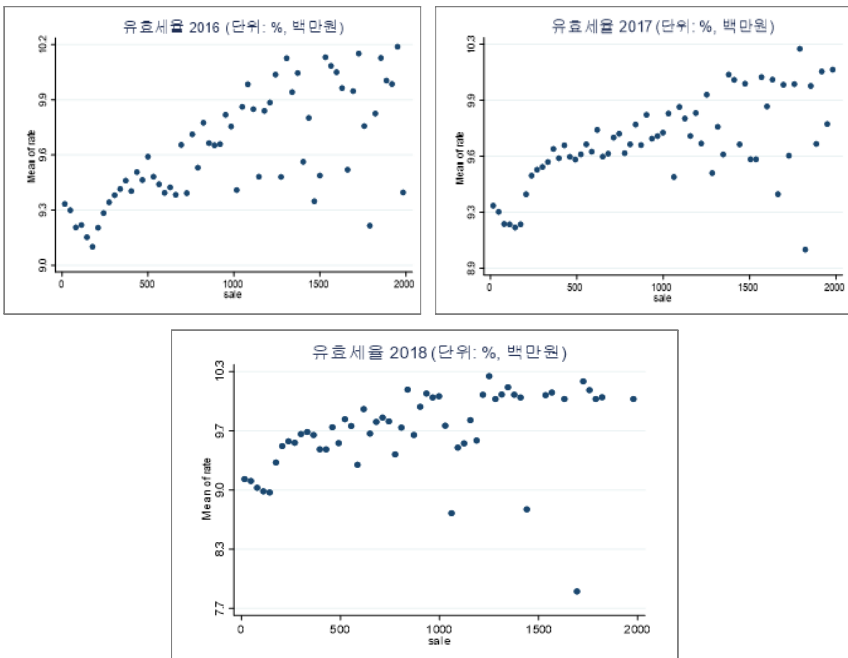 유효세율 2016 (단위: %, 백만원)
Mean of rate
10.2
9.9
9.6
9.3
9.0
0 500 1000 1500 2000
sale
유효세율 2017 (단위: %, 백만원)
Mean of rate
10.3
9.9
9.6
9.3
8.9
0 500 1000 1500 2000
sale
유효세율 2018 (단위: %, 백만원)
Mean of rate
10.3
9.7
9.0
8.3
7.7
0 500 1000 1500 2000
sale